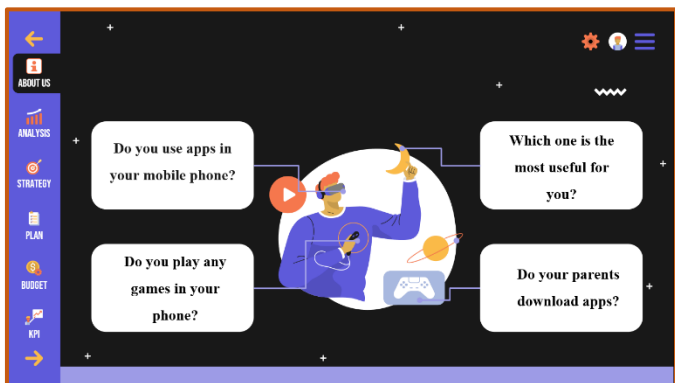 ABOUT US
ANALYSIS
STRATEGY
PLAN
BUDGET
KPI
Do you use apps in
your mobile phone?
Which one is the
most useful for
you?
Do you play any
games in your
phone?
Do your parents
download apps?